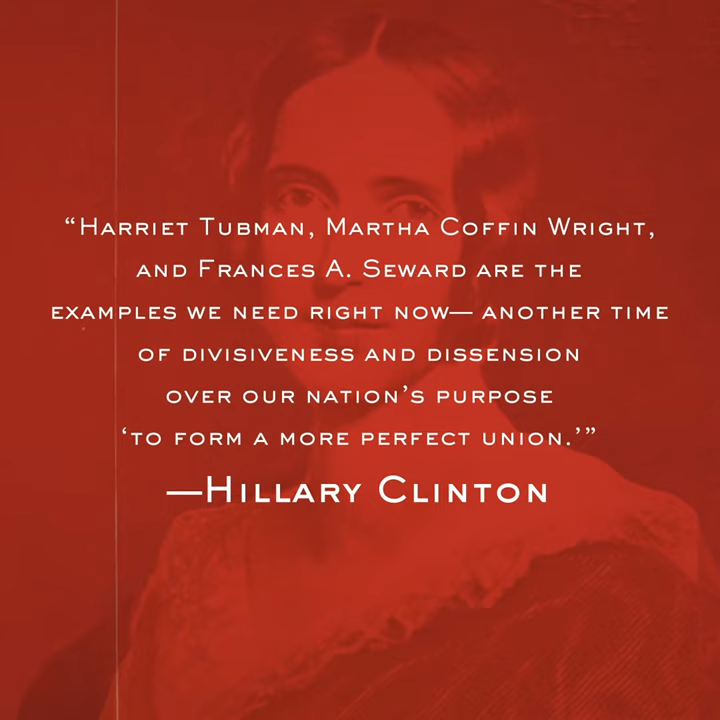 “Harriet Tubman, Martha Coffin Wright,
and Frances A. Seward are the
examples we need right now— another time
of divisiveness and dissension
over our nation’s purpose
‘to form a more perfect union.’”
—Hillary Clinton